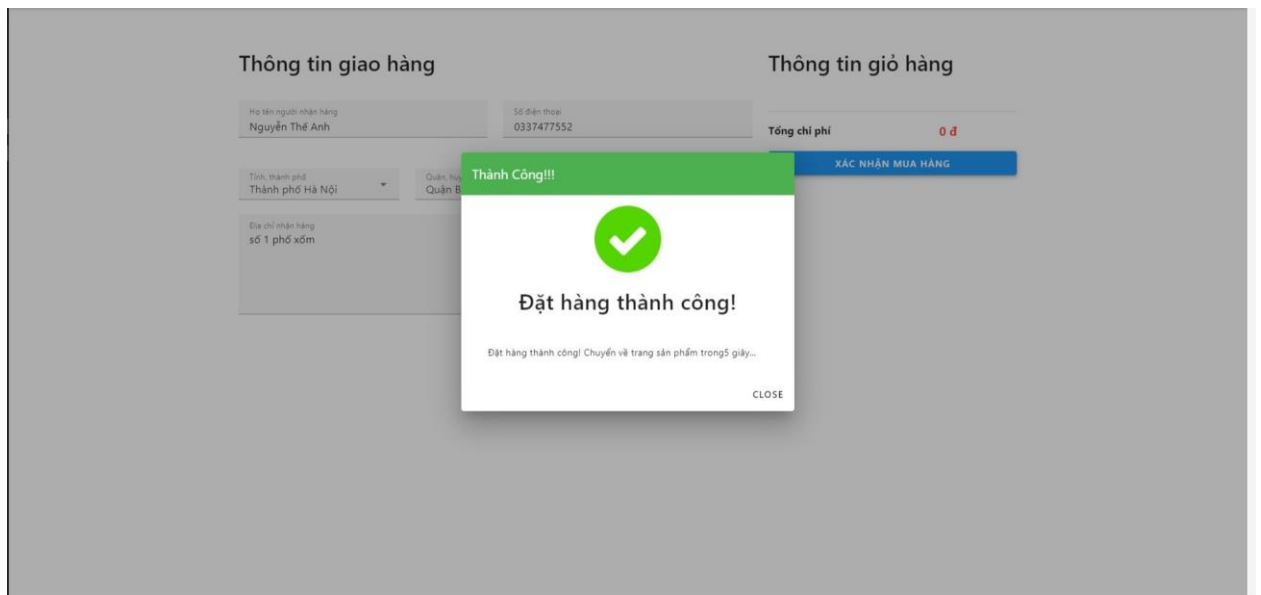 Thông tin giao hàng
Thông tin giỏ hàng
Họ tên người nhận hàng
Nguyễn Thế Anh
Số điện thoại
0337477552
Tổng chi phí 0 đ
XÁC NHẬN MUA HÀNG
Tỉnh, thành phố
Thành phố Hà Nội
Quận, huy
Quận B
Địa chỉ nhận hàng
số 1 phố xốm
Thành Công!!!
Đặt hàng thành công!
Đặt hàng thành công! Chuyển về trang sản phẩm trong5 giây...
CLOSE